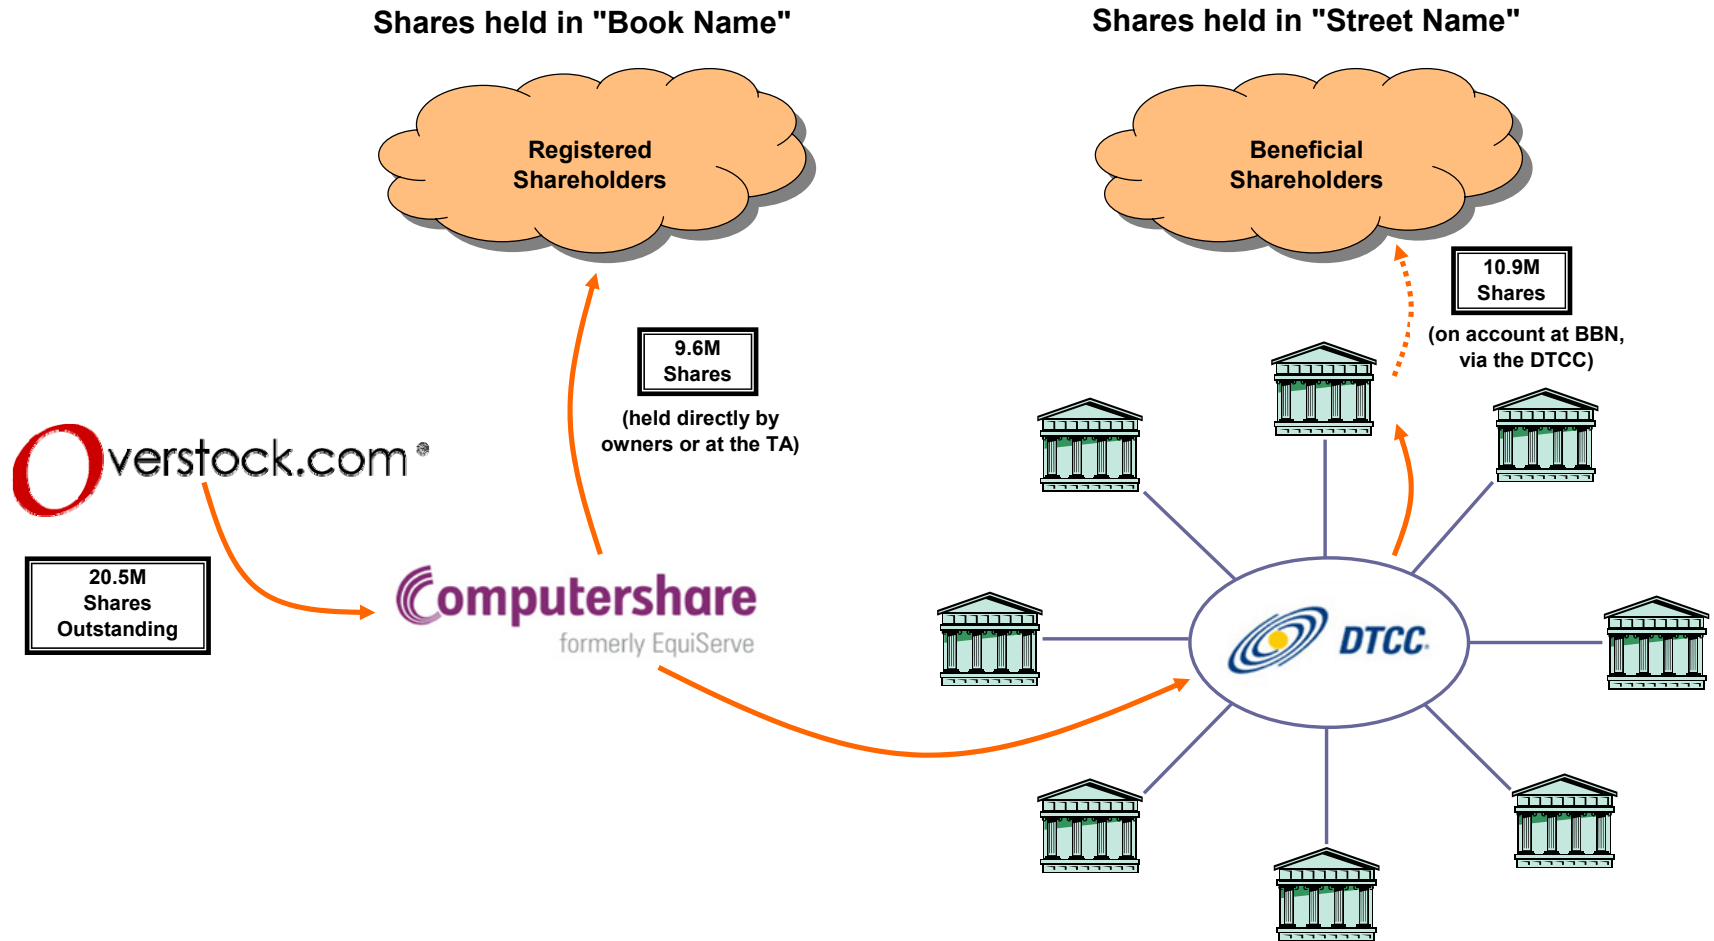 Shares held in "Book Name"
Shares held in "Street Name"
Registered
Shareholders
Beneficial
Shareholders
10.9M
Shares
(on account at BBN,
via the DTCC)
9.6M
Shares
(held directly by
owners or at the TA)
Overstock.com
20.5M
Shares
Outstanding
Computershare
formerly EquiServe
DTCC